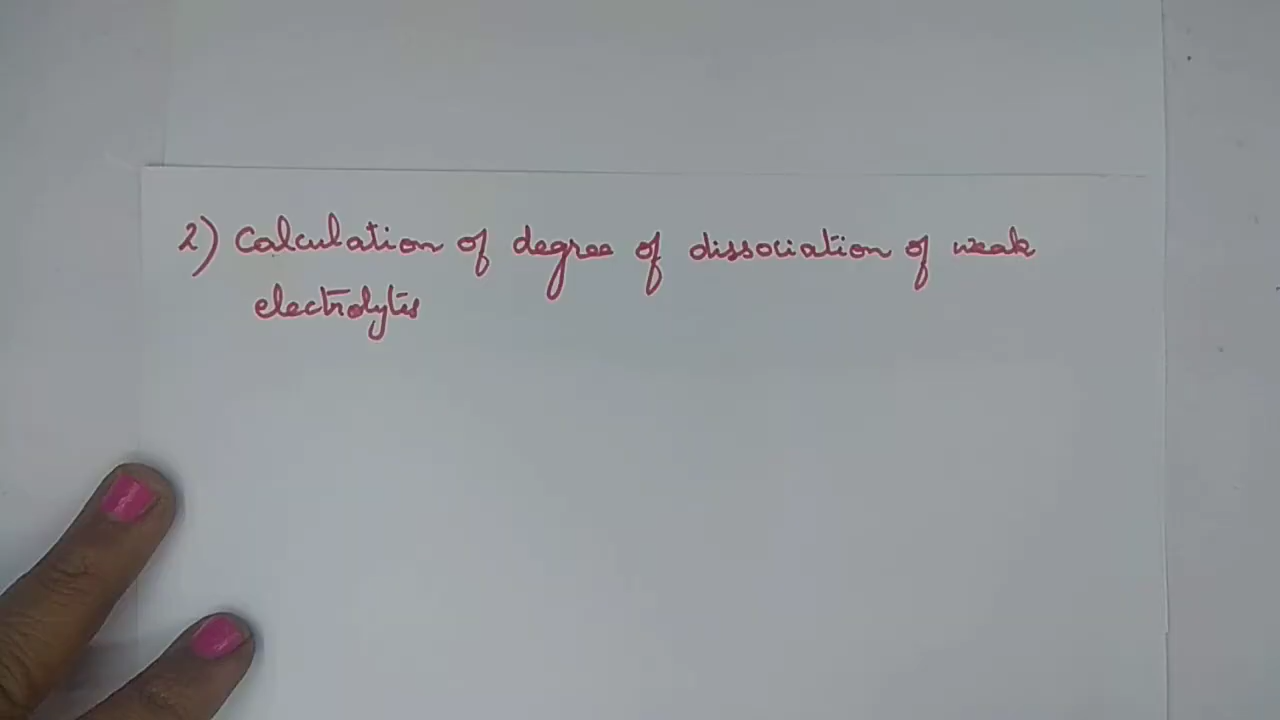 2) Calculation of degree of dissociation of weak
electrolytes